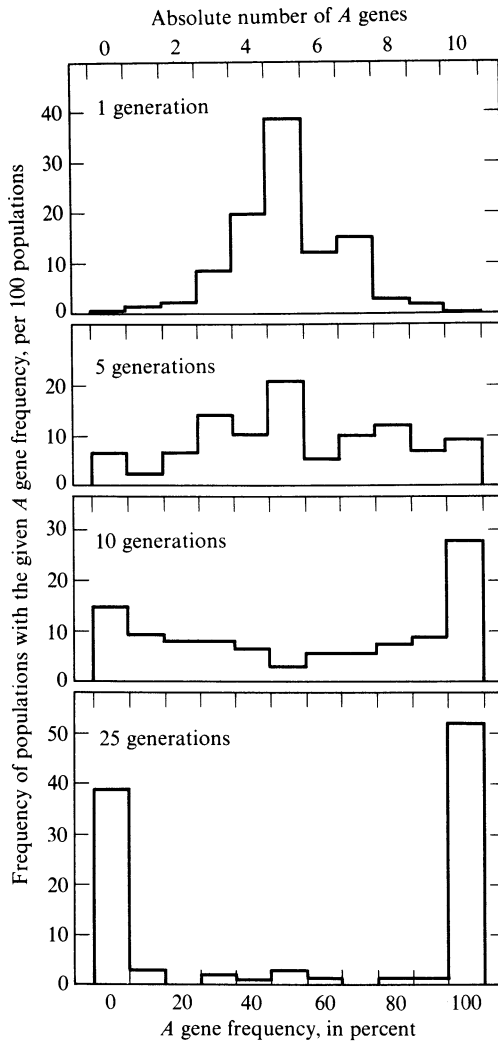 Absolute number of A genes
0 2 4 6 8 10
1 generation
40
30
20
10
0
5 generations
20
10
0
10 generations
30
20
10
0
25 generations
50
40
30
20
10
0
0 20 40 60 80 100
A gene frequency, in percent
Frequency of populations with the given A gene frequency, per 100 populations